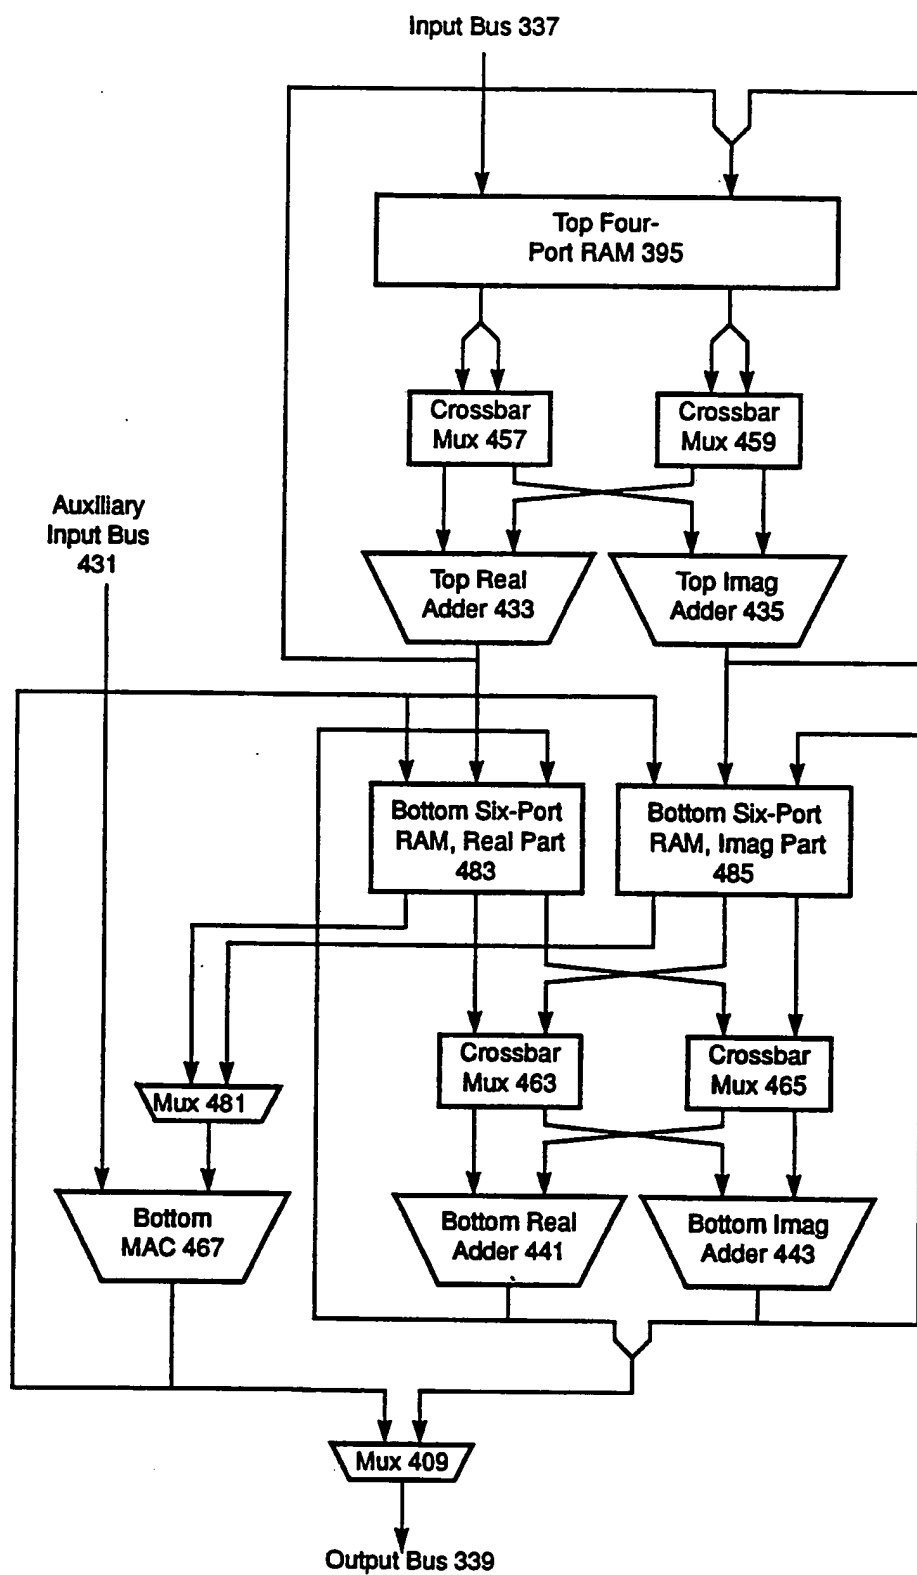 Input Bus 337
Top Four-
Port RAM 395
Crossbar
Mux 457
Crossbar
Mux 459
Auxiliary
Input Bus
431
Top Real
Adder 433
Top Imag
Adder 435
Bottom Six-Port
RAM, Real Part
483
Bottom Six-Port
RAM, Imag Part
485
Crossbar
Mux 463
Crossbar
Mux 465
Mux 481
Bottom
MAC 467
Bottom Real
Adder 441
Bottom Imag
Adder 443
Mux 409
Output Bus 339